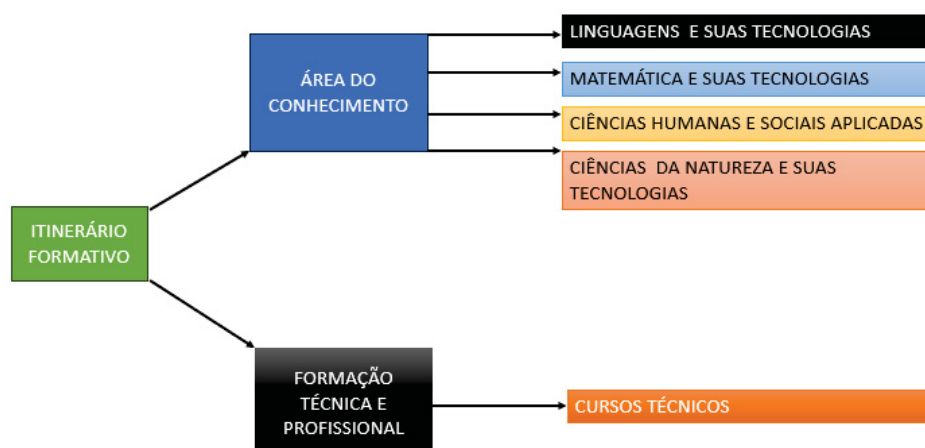 ITINERÁRIO
FORMATIVO
ÁREA DO
CONHECIMENTO
LINGUAGENS E SUAS TECNOLOGIAS
MATEMÁTICA E SUAS TECNOLOGIAS
CIÊNCIAS HUMANAS E SOCIAIS APLICADAS
CIÊNCIAS DA NATUREZA E SUAS
TECNOLOGIAS
FORMAÇÃO
TÉCNICA E
PROFISSIONAL
CURSOS TÉCNICOS